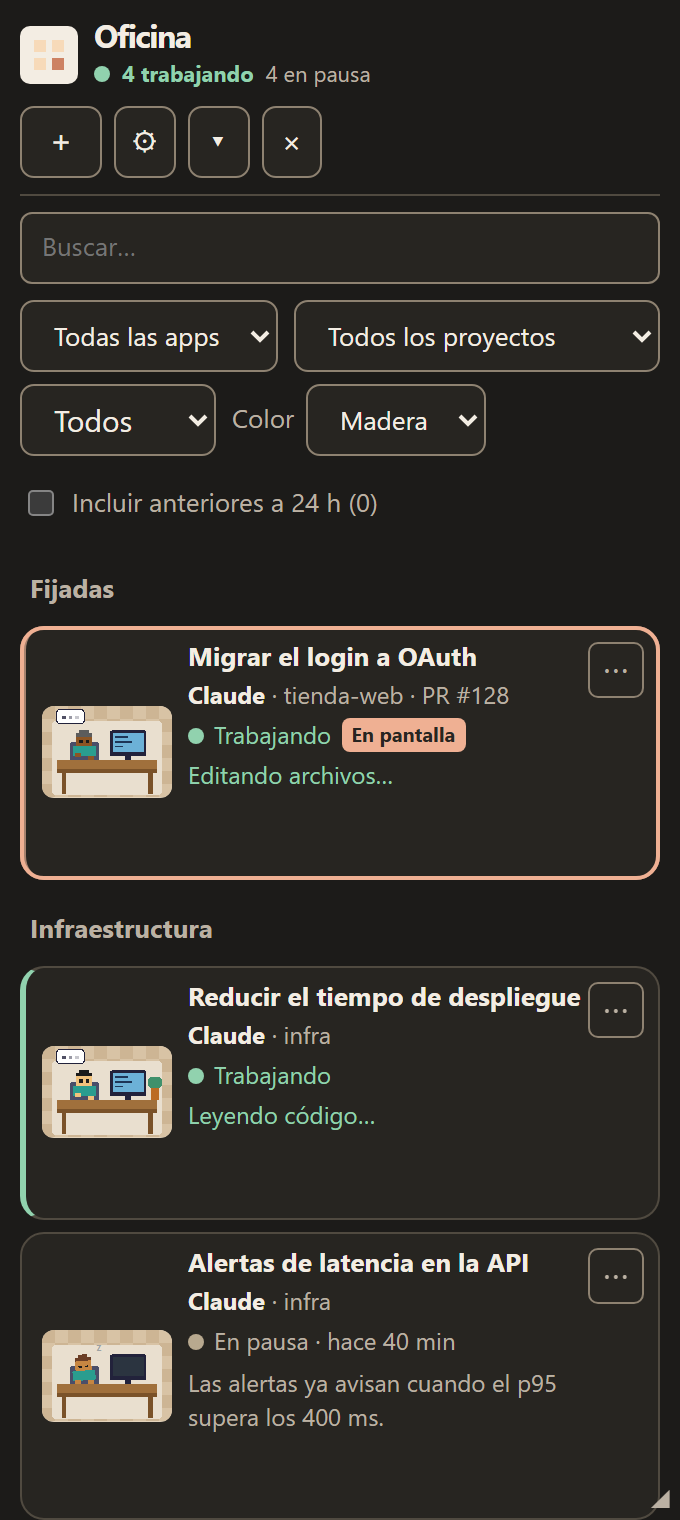 Oficina
4 trabajando 4 en pausa
+ ⚙ ▼ ×
Buscar...
Todas las apps Todos los proyectos
Todos Color Madera
Incluir anteriores a 24 h (0)
Fijadas
Migrar el login a OAuth ...
Claude · tienda-web · PR #128
Trabajando En pantalla
Editando archivos...
Infraestructura
Reducir el tiempo de despliegue ...
Claude · infra
Trabajando
Leyendo código...
Alertas de latencia en la API ...
Claude · infra
z
En pausa · hace 40 min
Las alertas ya avisan cuando el p95
supera los 400 ms.